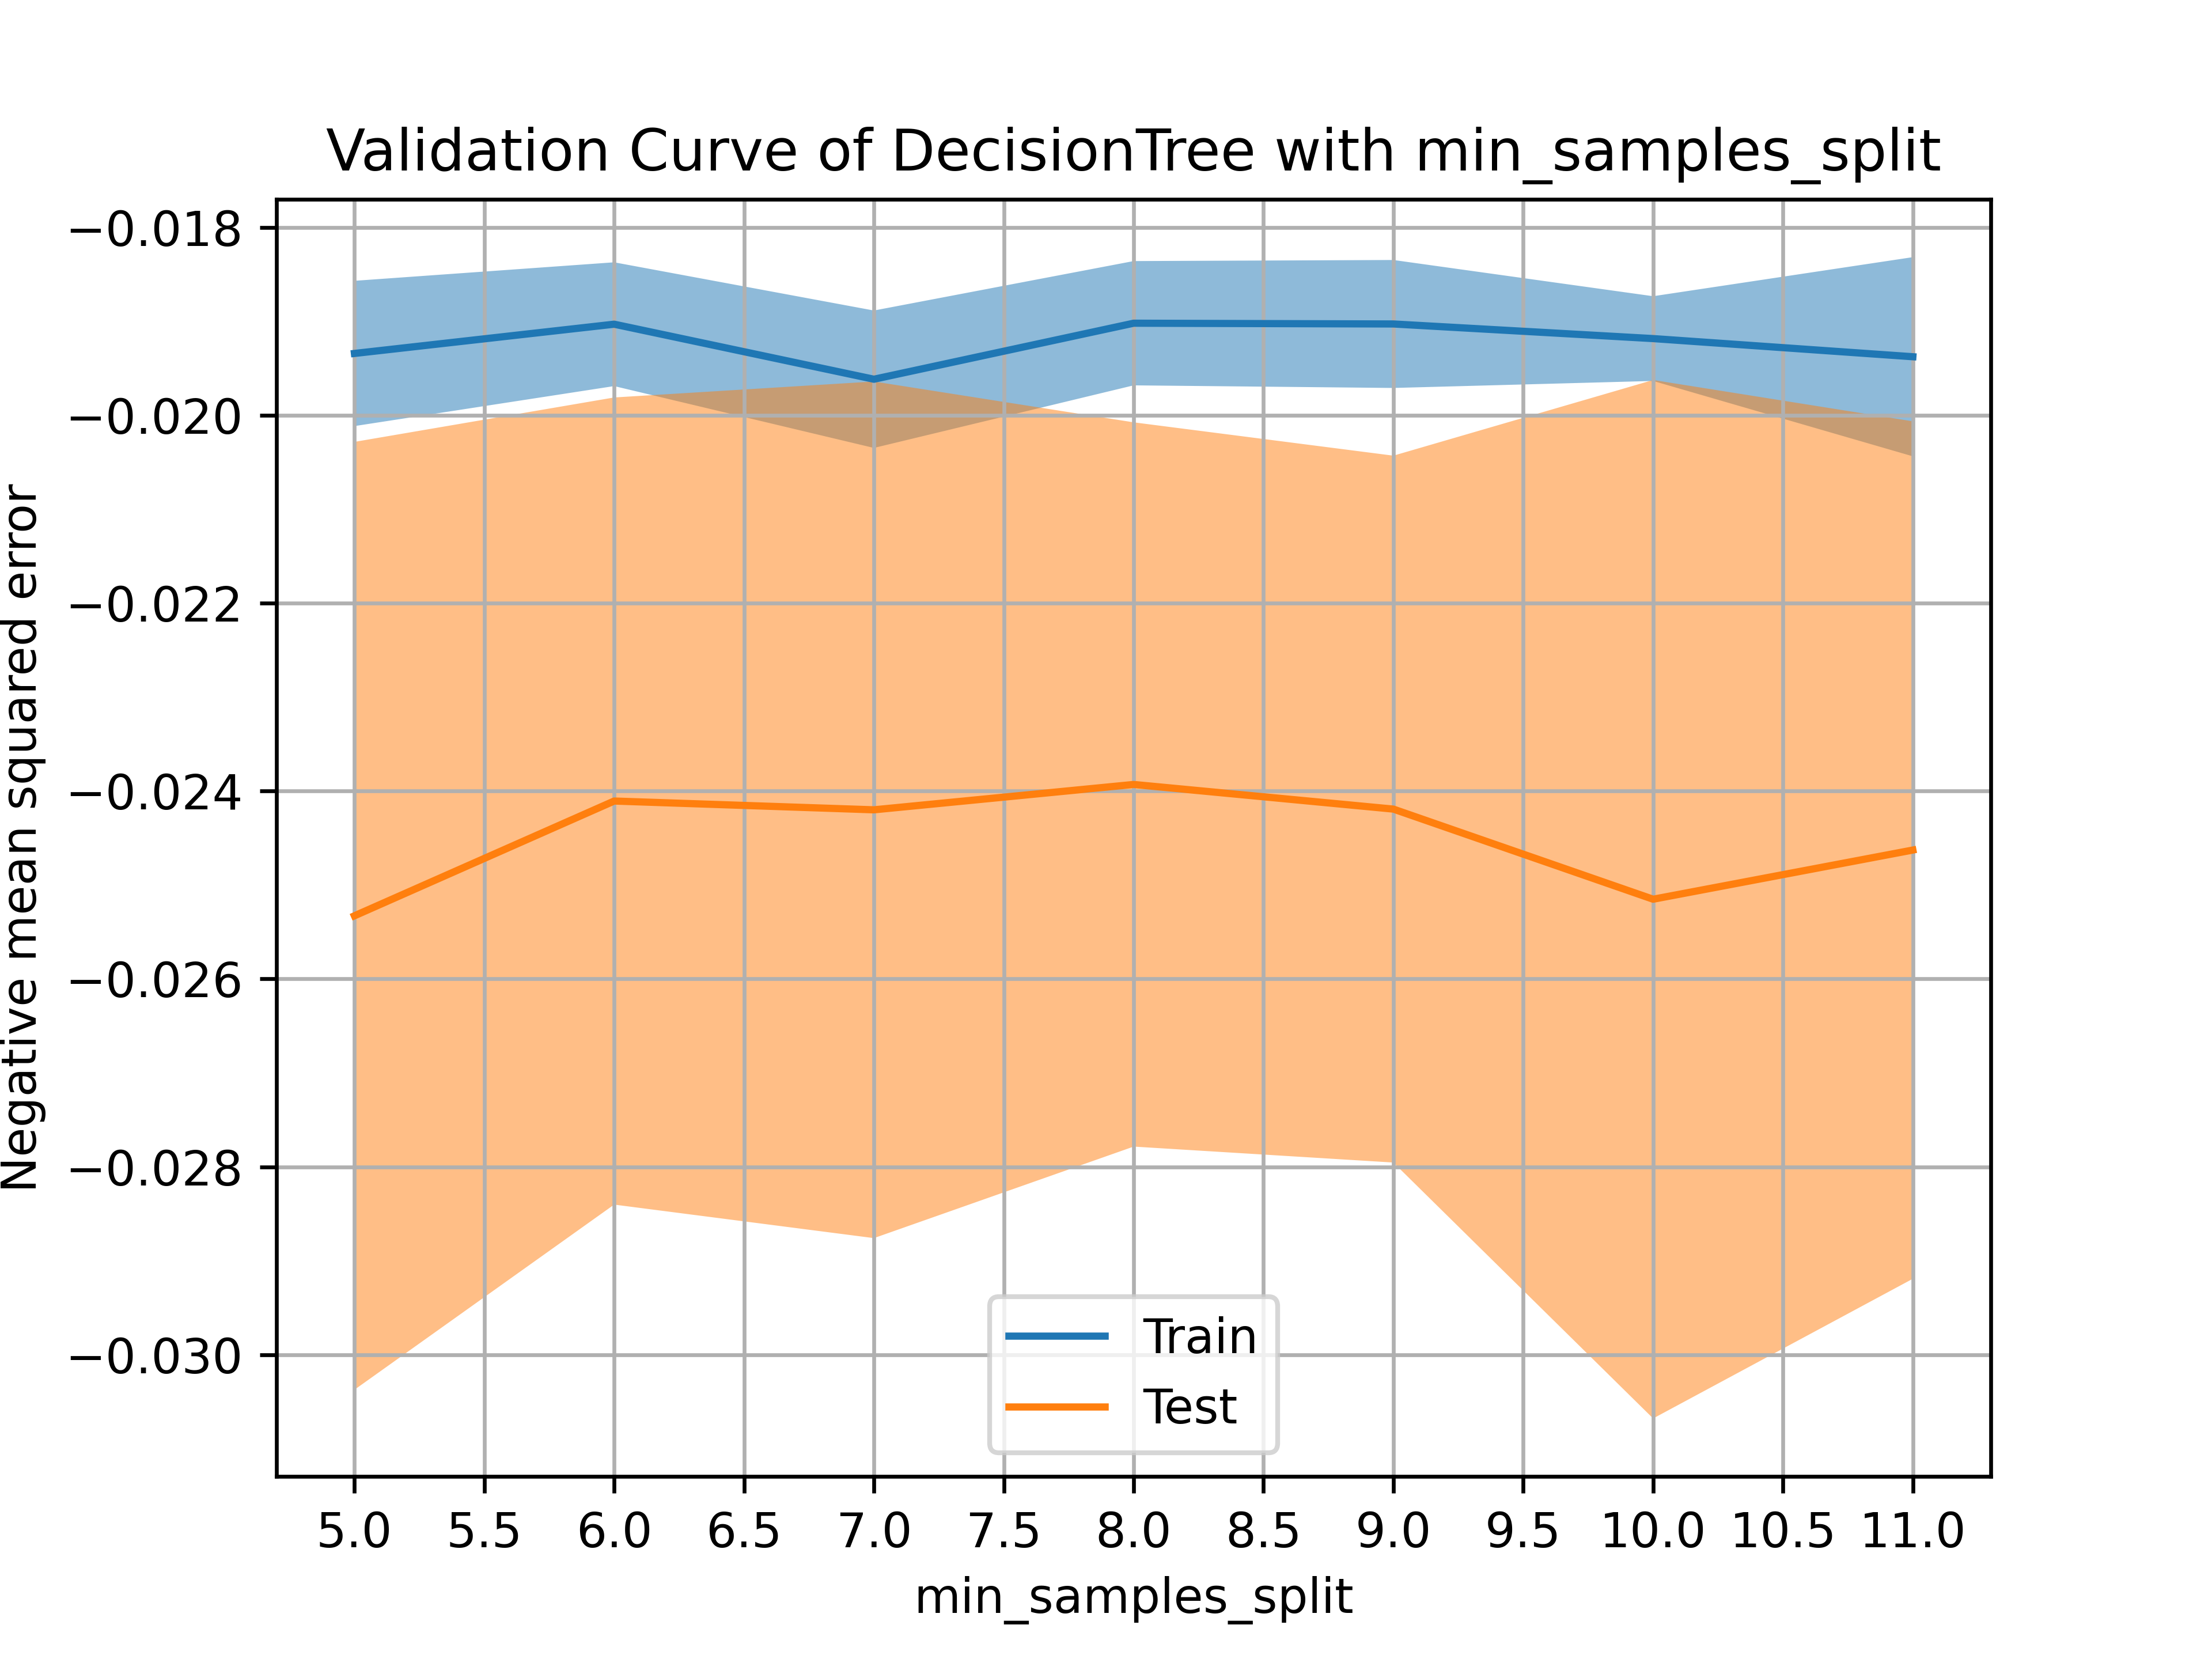 Validation Curve of DecisionTree with min_samples_split
−0.018
−0.020
−0.022
−0.024
−0.026
−0.028
−0.030
Negative mean squared error
Train
Test
5.0 5.5 6.0 6.5 7.0 7.5 8.0 8.5 9.0 9.5 10.0 10.5 11.0
min_samples_split